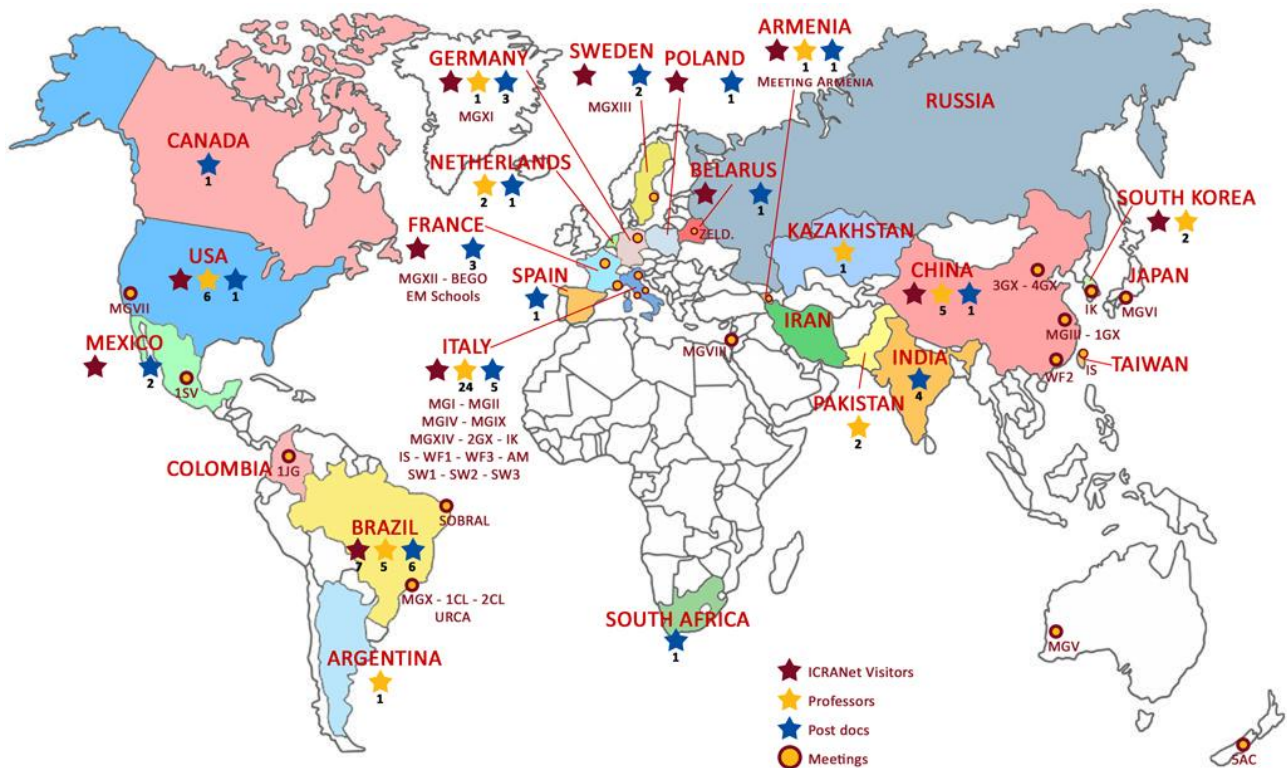 ARMENIA
1 1
MEETING ARMENIA
GERMANY
1 3
MGXI
SWEDEN
2
MGXIII
POLAND
1
RUSSIA
CANADA
1
NETHERLANDS
2 1
BELARUS
1
ZELD.
SOUTH KOREA
2
IK
FRANCE
3
MGXII - BEGO
EM SCHOOLS
KAZAKHSTAN
1
USA
6 1
MGVII
SPAIN
1
CHINA
5 1
3GX - 4GX
JAPAN
MGVI
MEXICO
2
1SV
ITALY
24 5
MGI - MGII
MGIV - MGIX
MGXIV - 2GX - IK
IS - WF1 - WF3 - AM
SW1 - SW2 - SW3
MGVIII
IRAN
MGIII - 1GX
WF2
IS
TAIWAN
INDIA
4
PAKISTAN
2
COLOMBIA
1JG
SOBRAL
BRAZIL
7 5 6
MGX - 1CL - 2CL
URCA
SOUTH AFRICA
1
MGV
ARGENTINA
1
ICRANet Visitors
Professors
Post docs
Meetings
SAC